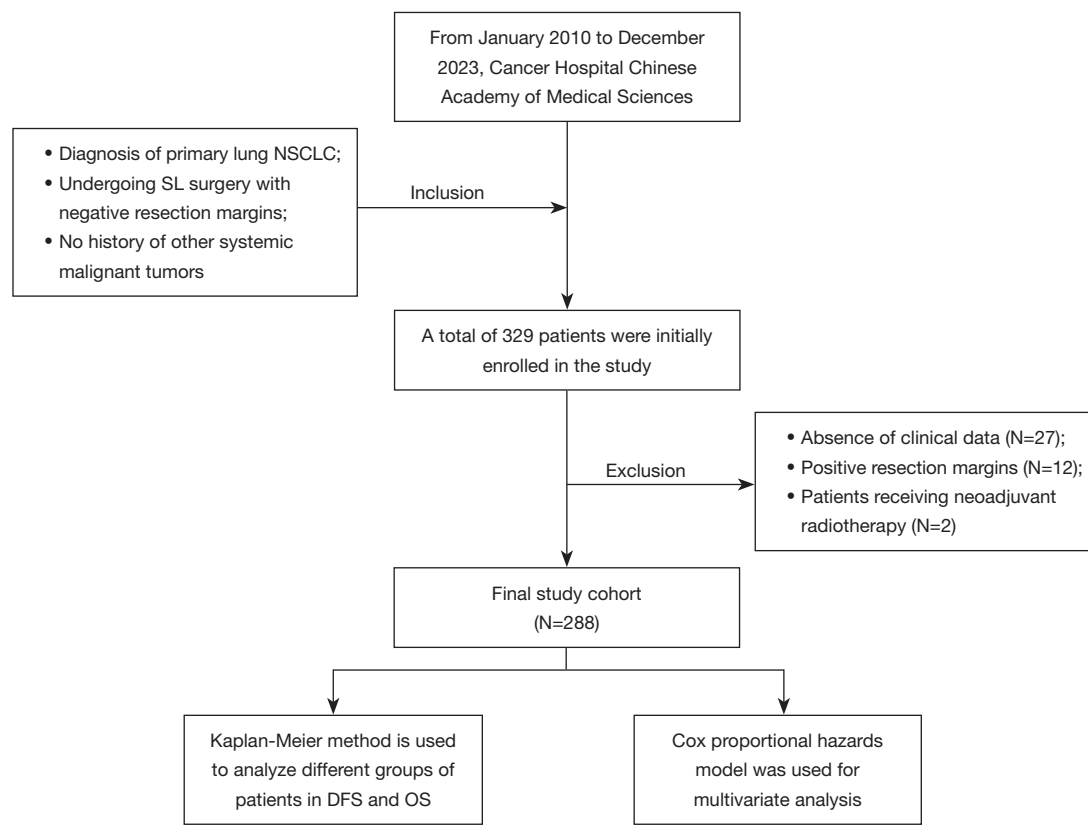 From January 2010 to December
2023, Cancer Hospital Chinese
Academy of Medical Sciences
• Diagnosis of primary lung NSCLC;
• Undergoing SL surgery with
negative resection margins;
• No history of other systemic
malignant tumors
Inclusion
A total of 329 patients were initially
enrolled in the study
Exclusion
• Absence of clinical data (N=27);
• Positive resection margins (N=12);
• Patients receiving neoadjuvant
radiotherapy (N=2)
Final study cohort
(N=288)
Kaplan-Meier method is used
to analyze different groups of
patients in DFS and OS
Cox proportional hazards
model was used for
multivariate analysis